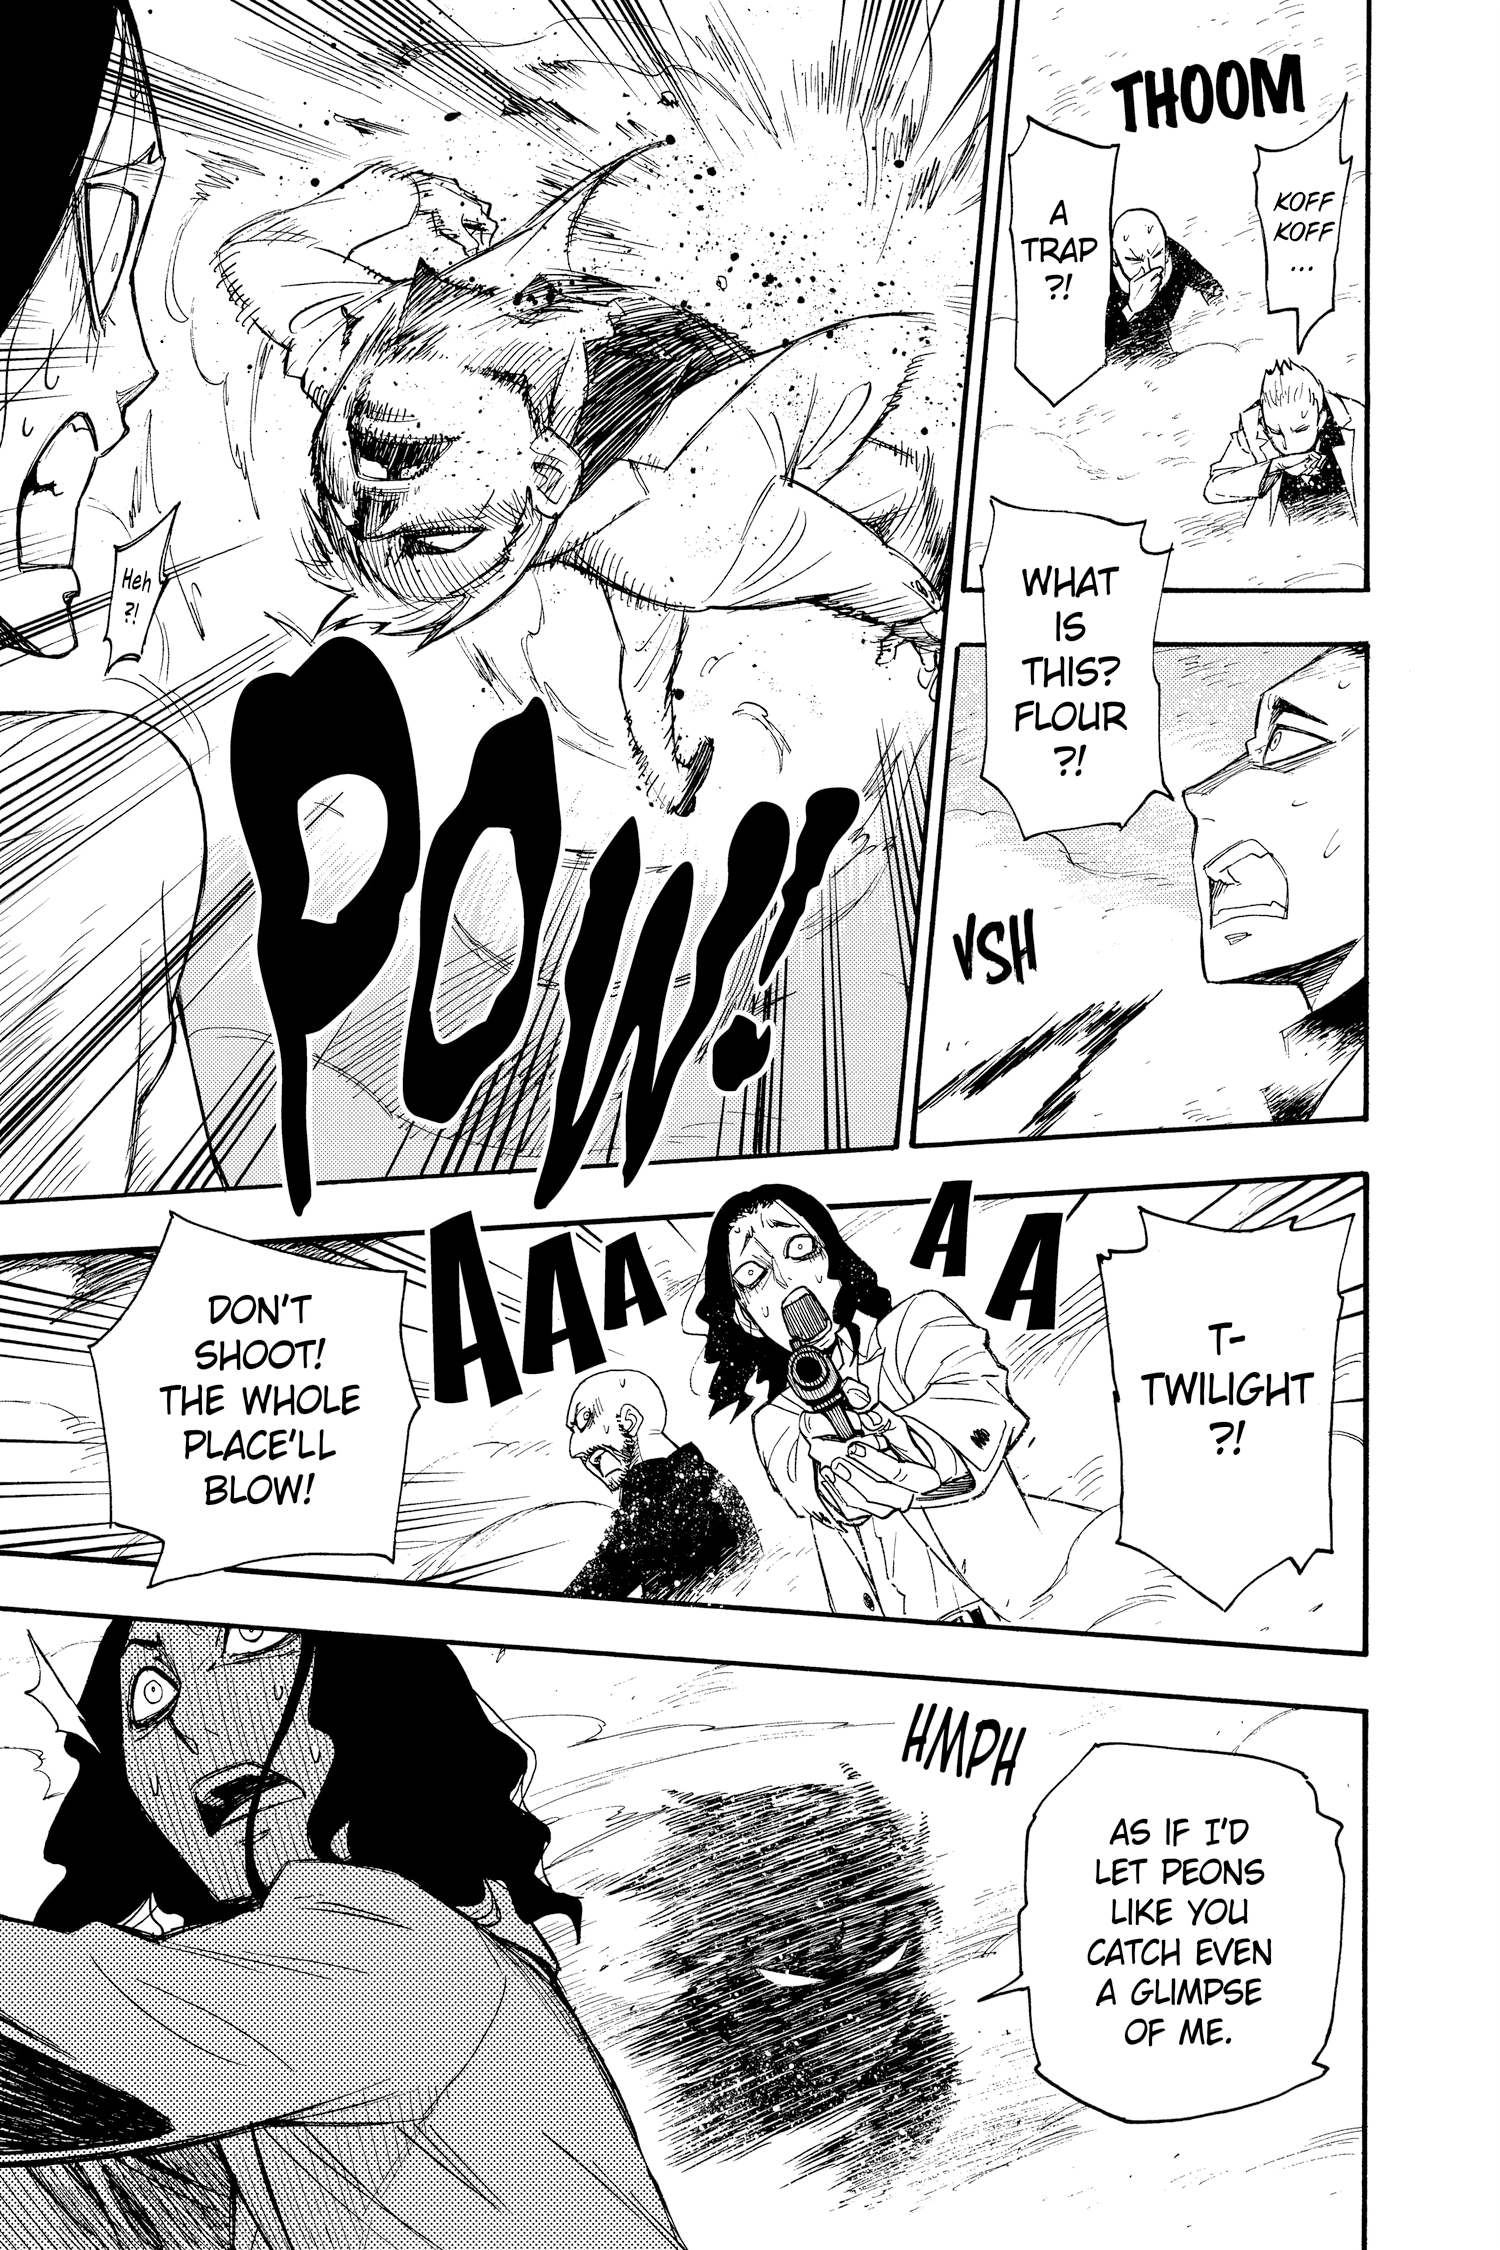 THOOM
KOFF
KOFF
...
A
TRAP
?!
WHAT
IS
THIS?
FLOUR
?!
VSH
Heh
?!
POW!!
T-
TWILIGHT
?!
AAAAA
DON'T
SHOOT!
THE WHOLE
PLACE'LL
BLOW!
HMPH
AS IF I'D
LET PEONS
LIKE YOU
CATCH EVEN
A GLIMPSE
OF ME.